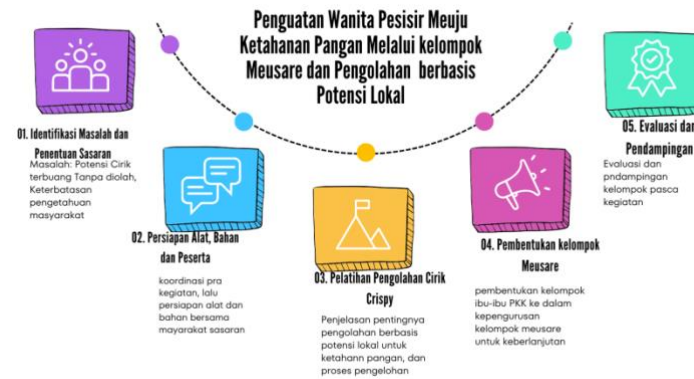 Penguatan Wanita Pesisir Meuju
Ketahanan Pangan Melalui kelompok
Meusare dan Pengolahan berbasis
Potensi Lokal
01. Identifikasi Masalah dan
Penentuan Sasaran
Masalah: Potensi Cirik
terbuang Tanpa diolah,
Keterbatasan
pengetahuan
masyarakat
02. Persiapan Alat, Bahan
dan Peserta
koordinasi pra
kegiatan, lalu
persiapan alat dan
bahan bersama
mayarakat sasaran
03. Pelatihan Pengolahan Cirik
Crispy
Penjelasan pentingnya
pengolahan berbasis
potensi lokal untuk
ketahann pangan, dan
proses pengelohan
04. Pembentukan kelompok
Meusare
pembentukan kelompok
ibu-ibu PKK ke dalam
kepengurusan
kelompok meusare
untuk keberlanjutan
05. Evaluasi dan
Pendampingan
Evaluasi dan
pndampingan
kelompok pasca
kegiatan